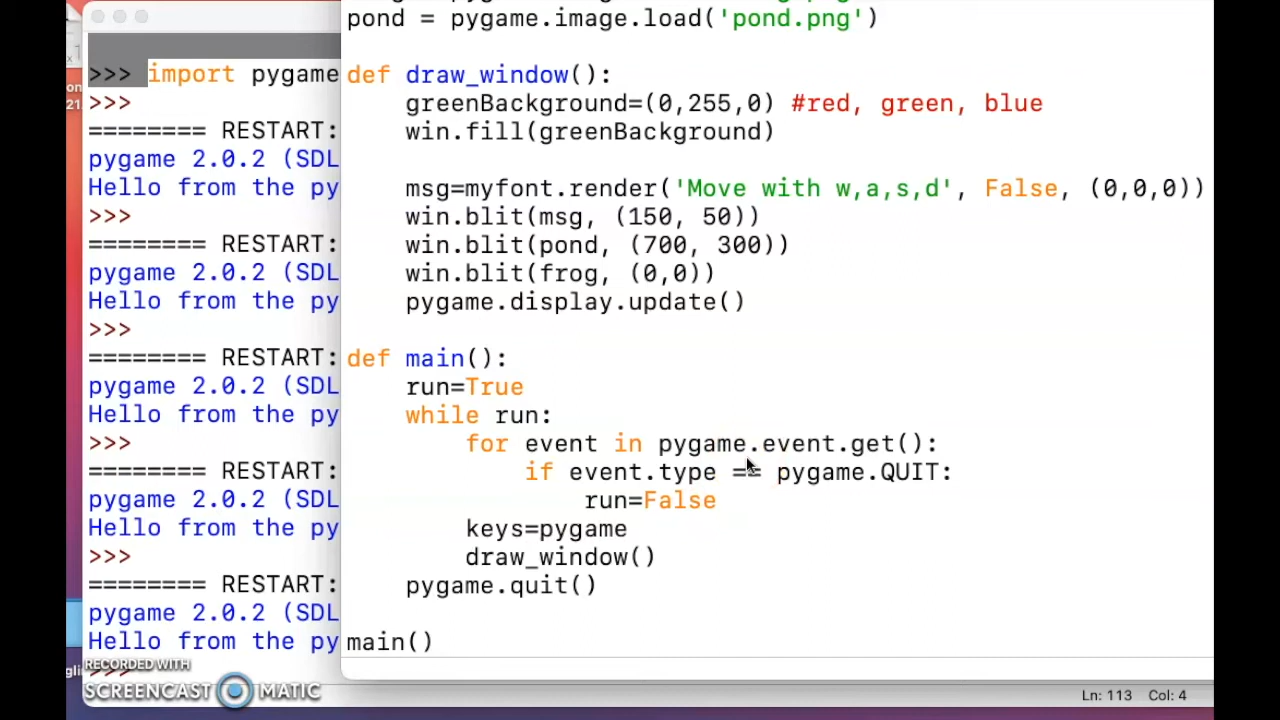 pond = pygame.image.load('pond.png')
>>> import pygame
def draw_window():
>>>
greenBackground=(0,255,0) #red, green, blue
======== RESTART:
win.fill(greenBackground)
pygame 2.0.2 (SDL
Hello from the py
msg=myfont.render('Move with w,a,s,d', False, (0,0,0))
>>>
win.blit(msg, (150, 50))
======== RESTART:
win.blit(pond, (700, 300))
pygame 2.0.2 (SDL
win.blit(frog, (0,0))
Hello from the py
pygame.display.update()
>>>
======== RESTART:
def main():
pygame 2.0.2 (SDL
run=True
Hello from the py
while run:
>>>
for event in pygame.event.get():
======== RESTART:
if event.type == pygame.QUIT:
pygame 2.0.2 (SDL
run=False
Hello from the py
keys=pygame
>>>
draw_window()
======== RESTART:
pygame.quit()
pygame 2.0.2 (SDL
Hello from the py
main()
>>>
RECORDED WITH
SCREENCAST MATIC
Ln: 113 Col: 4